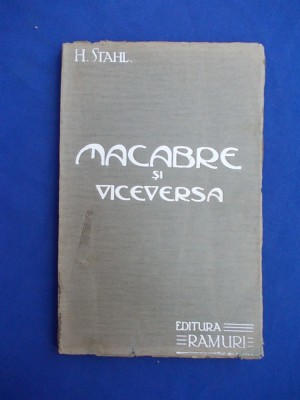 H. STAHL.
MACABRE
ȘI
VICEVERSA
EDITURA
RAMURI